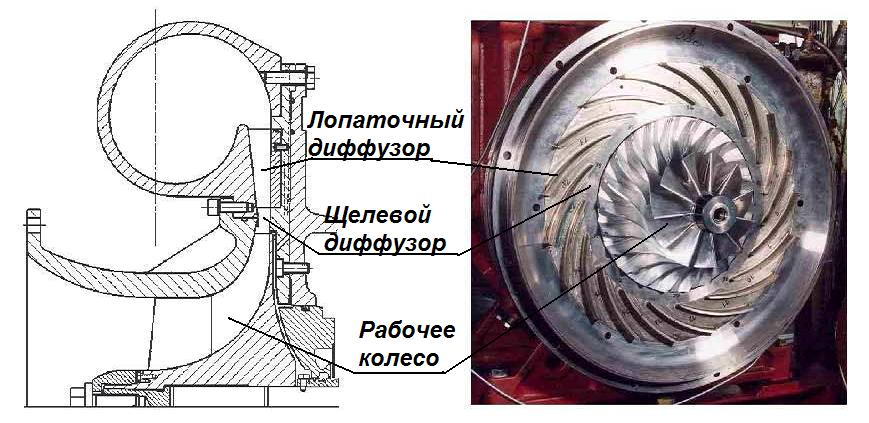 Лопаточный
диффузор
Щелевой
диффузор
Рабочее
колесо